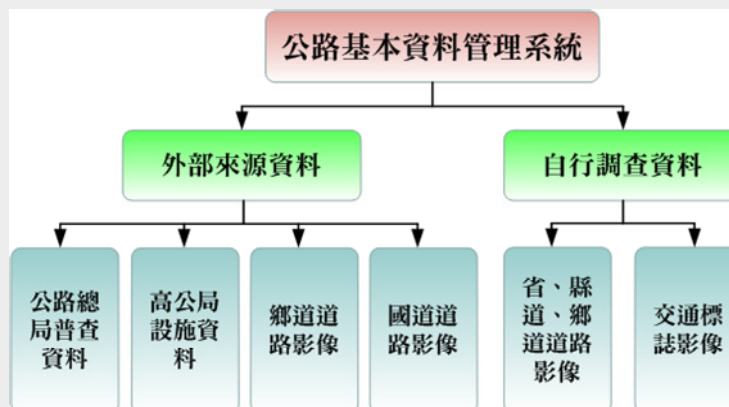 公路基本資料管理系統
外部來源資料
自行調查資料
公路總
局普查
資料
高公局
設施資
料
鄉道道
路影像
國道道
路影像
省、縣
道、鄉
道道路
影像
交通標
誌影像